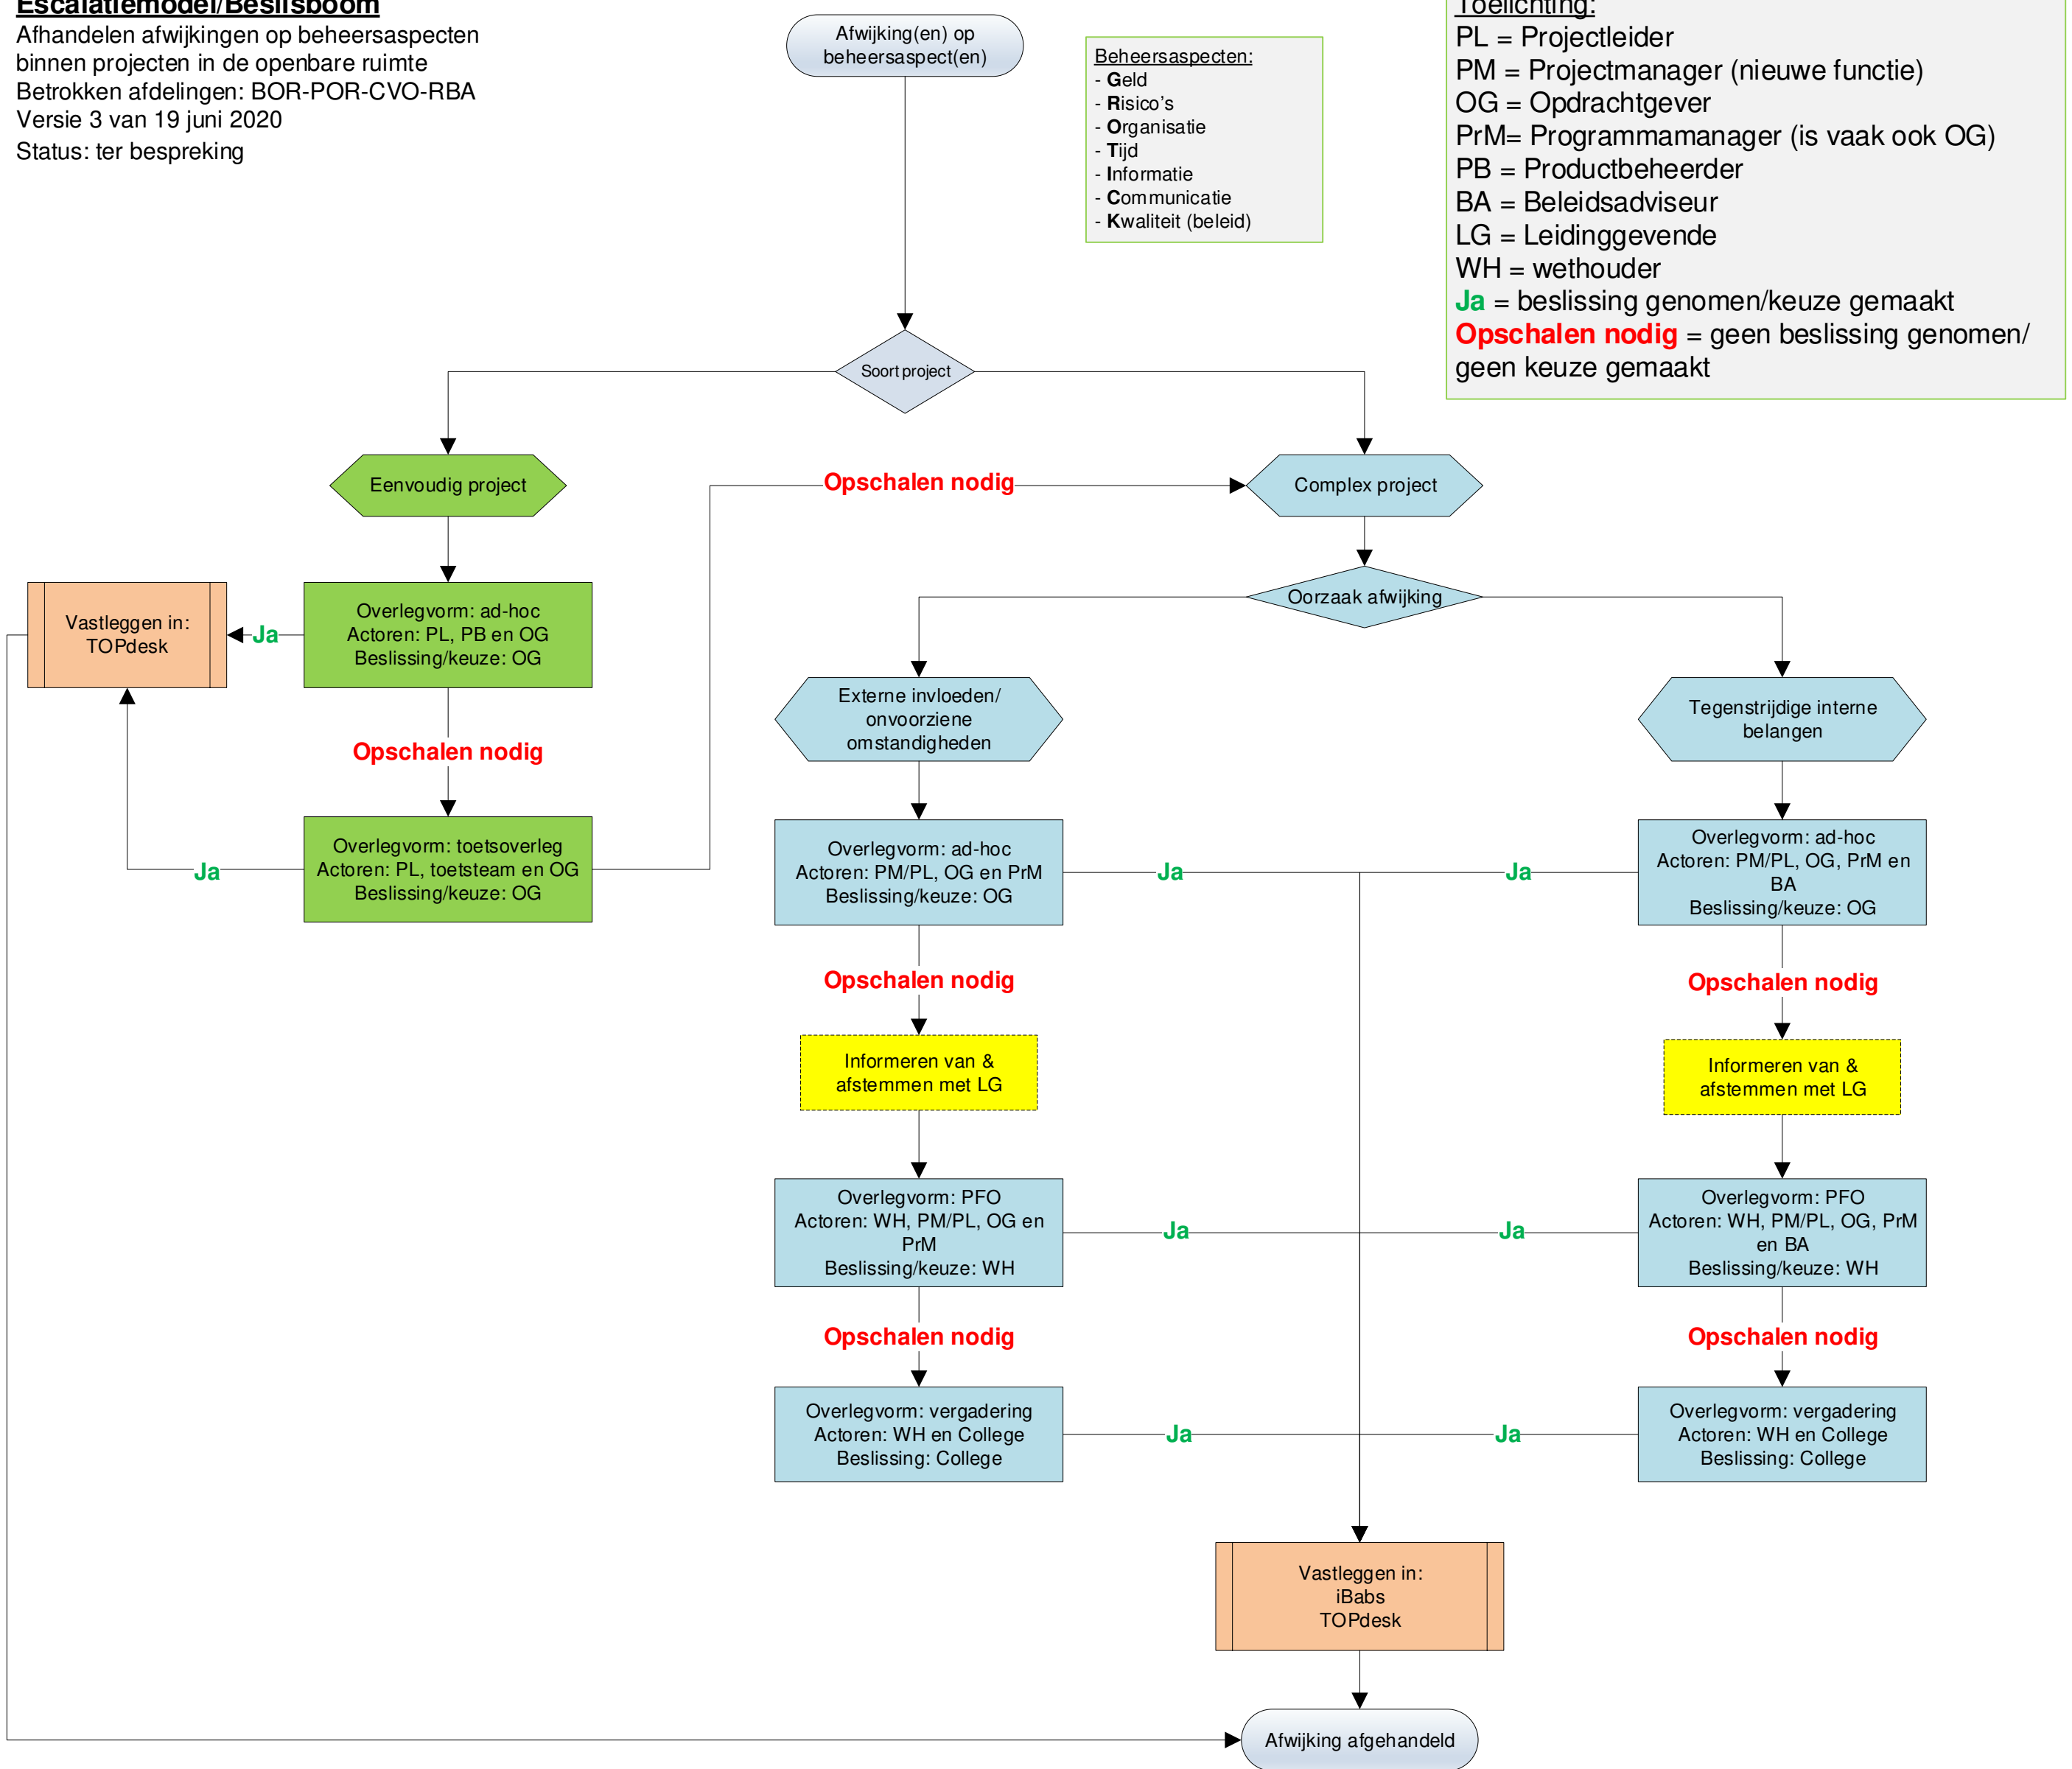 Escalatiemodel/Beslisboom
Afhandelen afwijkingen op beheersaspecten
binnen projecten in de openbare ruimte
Betrokken afdelingen: BOR-POR-CVO-RBA
Versie 3 van 19 juni 2020
Status: ter bespreking
Afwijking(en) op
beheersaspect(en)
Beheersaspecten:
- Geld
- Risico's
- Organisatie
- Tijd
- Informatie
- Communicatie
- Kwaliteit (beleid)
Toelichting:
PL = Projectleider
PM = Projectmanager (nieuwe functie)
OG = Opdrachtgever
PrM= Programmamanager (is vaak ook OG)
PB = Productbeheerder
BA = Beleidsadviseur
LG = Leidinggevende
WH = wethouder
Ja = beslissing genomen/keuze gemaakt
Opschalen nodig = geen beslissing genomen/
geen keuze gemaakt
Soort project
Eenvoudig project
Opschalen nodig
Complex project
Oorzaak afwijking
Vastleggen in:
TOPdesk
Ja
Overlegvorm: ad-hoc
Actoren: PL, PB en OG
Beslissing/keuze: OG
Opschalen nodig
Ja
Overlegvorm: toetsoverleg
Actoren: PL, toetsteam en OG
Beslissing/keuze: OG
Externe invloeden/
onvoorziene
omstandigheden
Tegenstrijdige interne
belangen
Overlegvorm: ad-hoc
Actoren: PM/PL, OG en PrM
Beslissing/keuze: OG
Ja
Ja
Overlegvorm: ad-hoc
Actoren: PM/PL, OG, PrM en
BA
Beslissing/keuze: OG
Opschalen nodig
Opschalen nodig
Informeren van &
afstemmen met LG
Informeren van &
afstemmen met LG
Overlegvorm: PFO
Actoren: WH, PM/PL, OG en
PrM
Beslissing/keuze: WH
Ja
Ja
Overlegvorm: PFO
Actoren: WH, PM/PL, OG, PrM
en BA
Beslissing/keuze: WH
Opschalen nodig
Opschalen nodig
Overlegvorm: vergadering
Actoren: WH en College
Beslissing: College
Ja
Ja
Overlegvorm: vergadering
Actoren: WH en College
Beslissing: College
Vastleggen in:
iBabs
TOPdesk
Afwijking afgehandeld